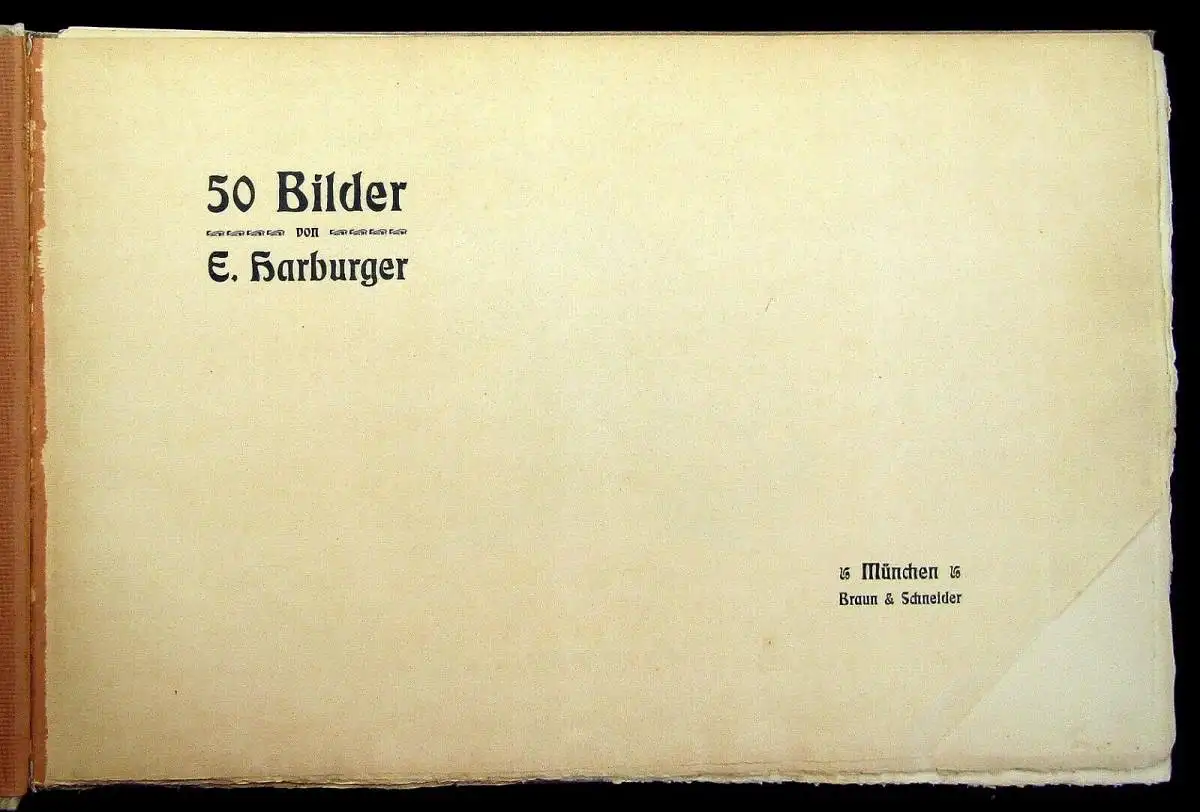 50 Bilder
von
E. Harburger
München
Braun & Schneider